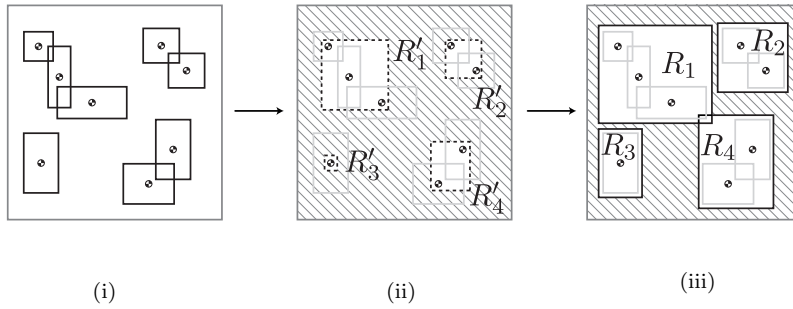 R′₁
R′₂
R′₃
R′₄
R₁
R₂
R₃
R₄
(i)
(ii)
(iii)